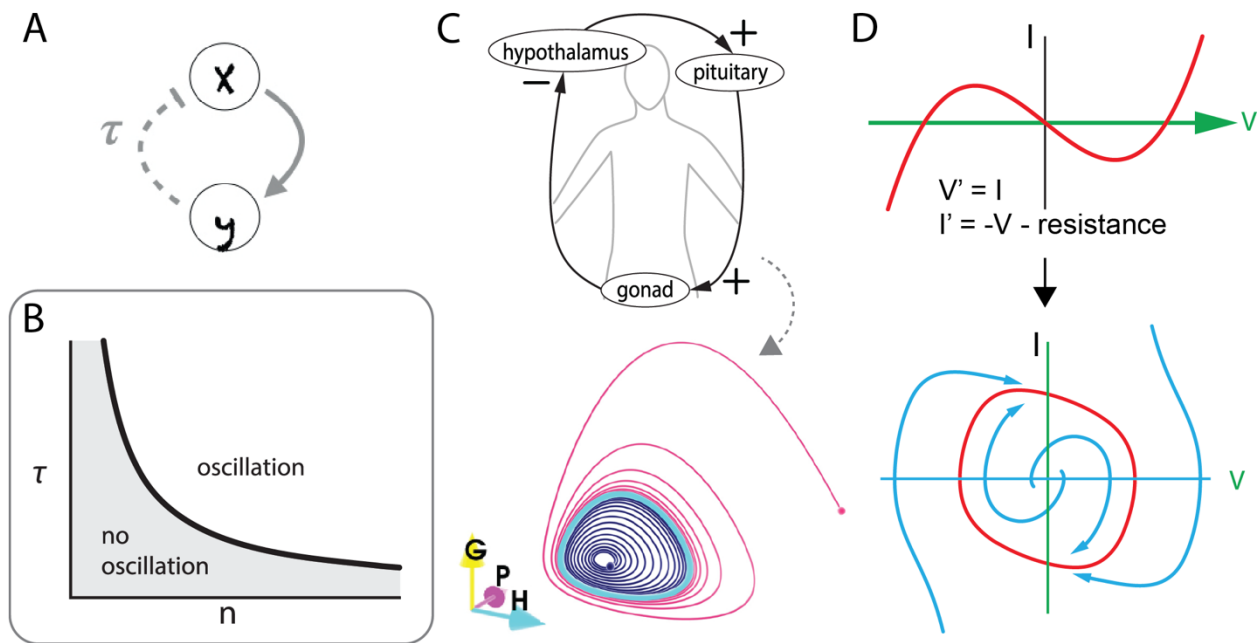 A
x
τ
y
B
τ
oscillation
no
oscillation
n
C
hypothalamus
+
pituitary
−
gonad
+
G
P
H
D
I
V
V' = I
I' = -V - resistance
I
V